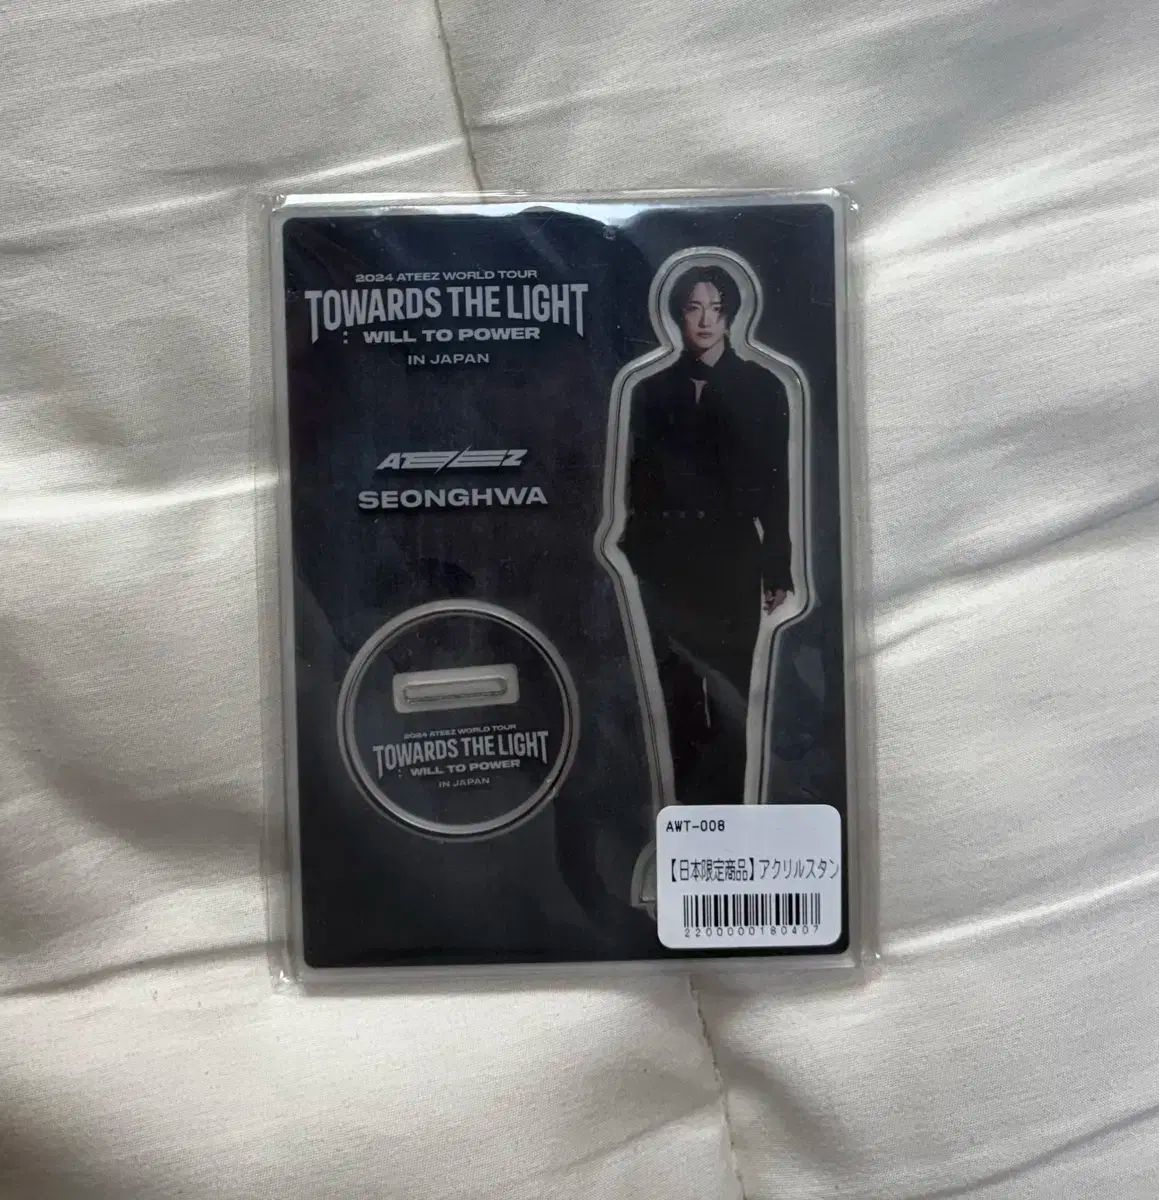 2024 ATEEZ WORLD TOUR
TOWARDS THE LIGHT
: WILL TO POWER
IN JAPAN
ATEEZ
SEONGHWA
2024 ATEEZ WORLD TOUR
TOWARDS THE LIGHT
: WILL TO POWER
IN JAPAN
AWT-008
【日本限定商品】アクリルスタン
2200000180407